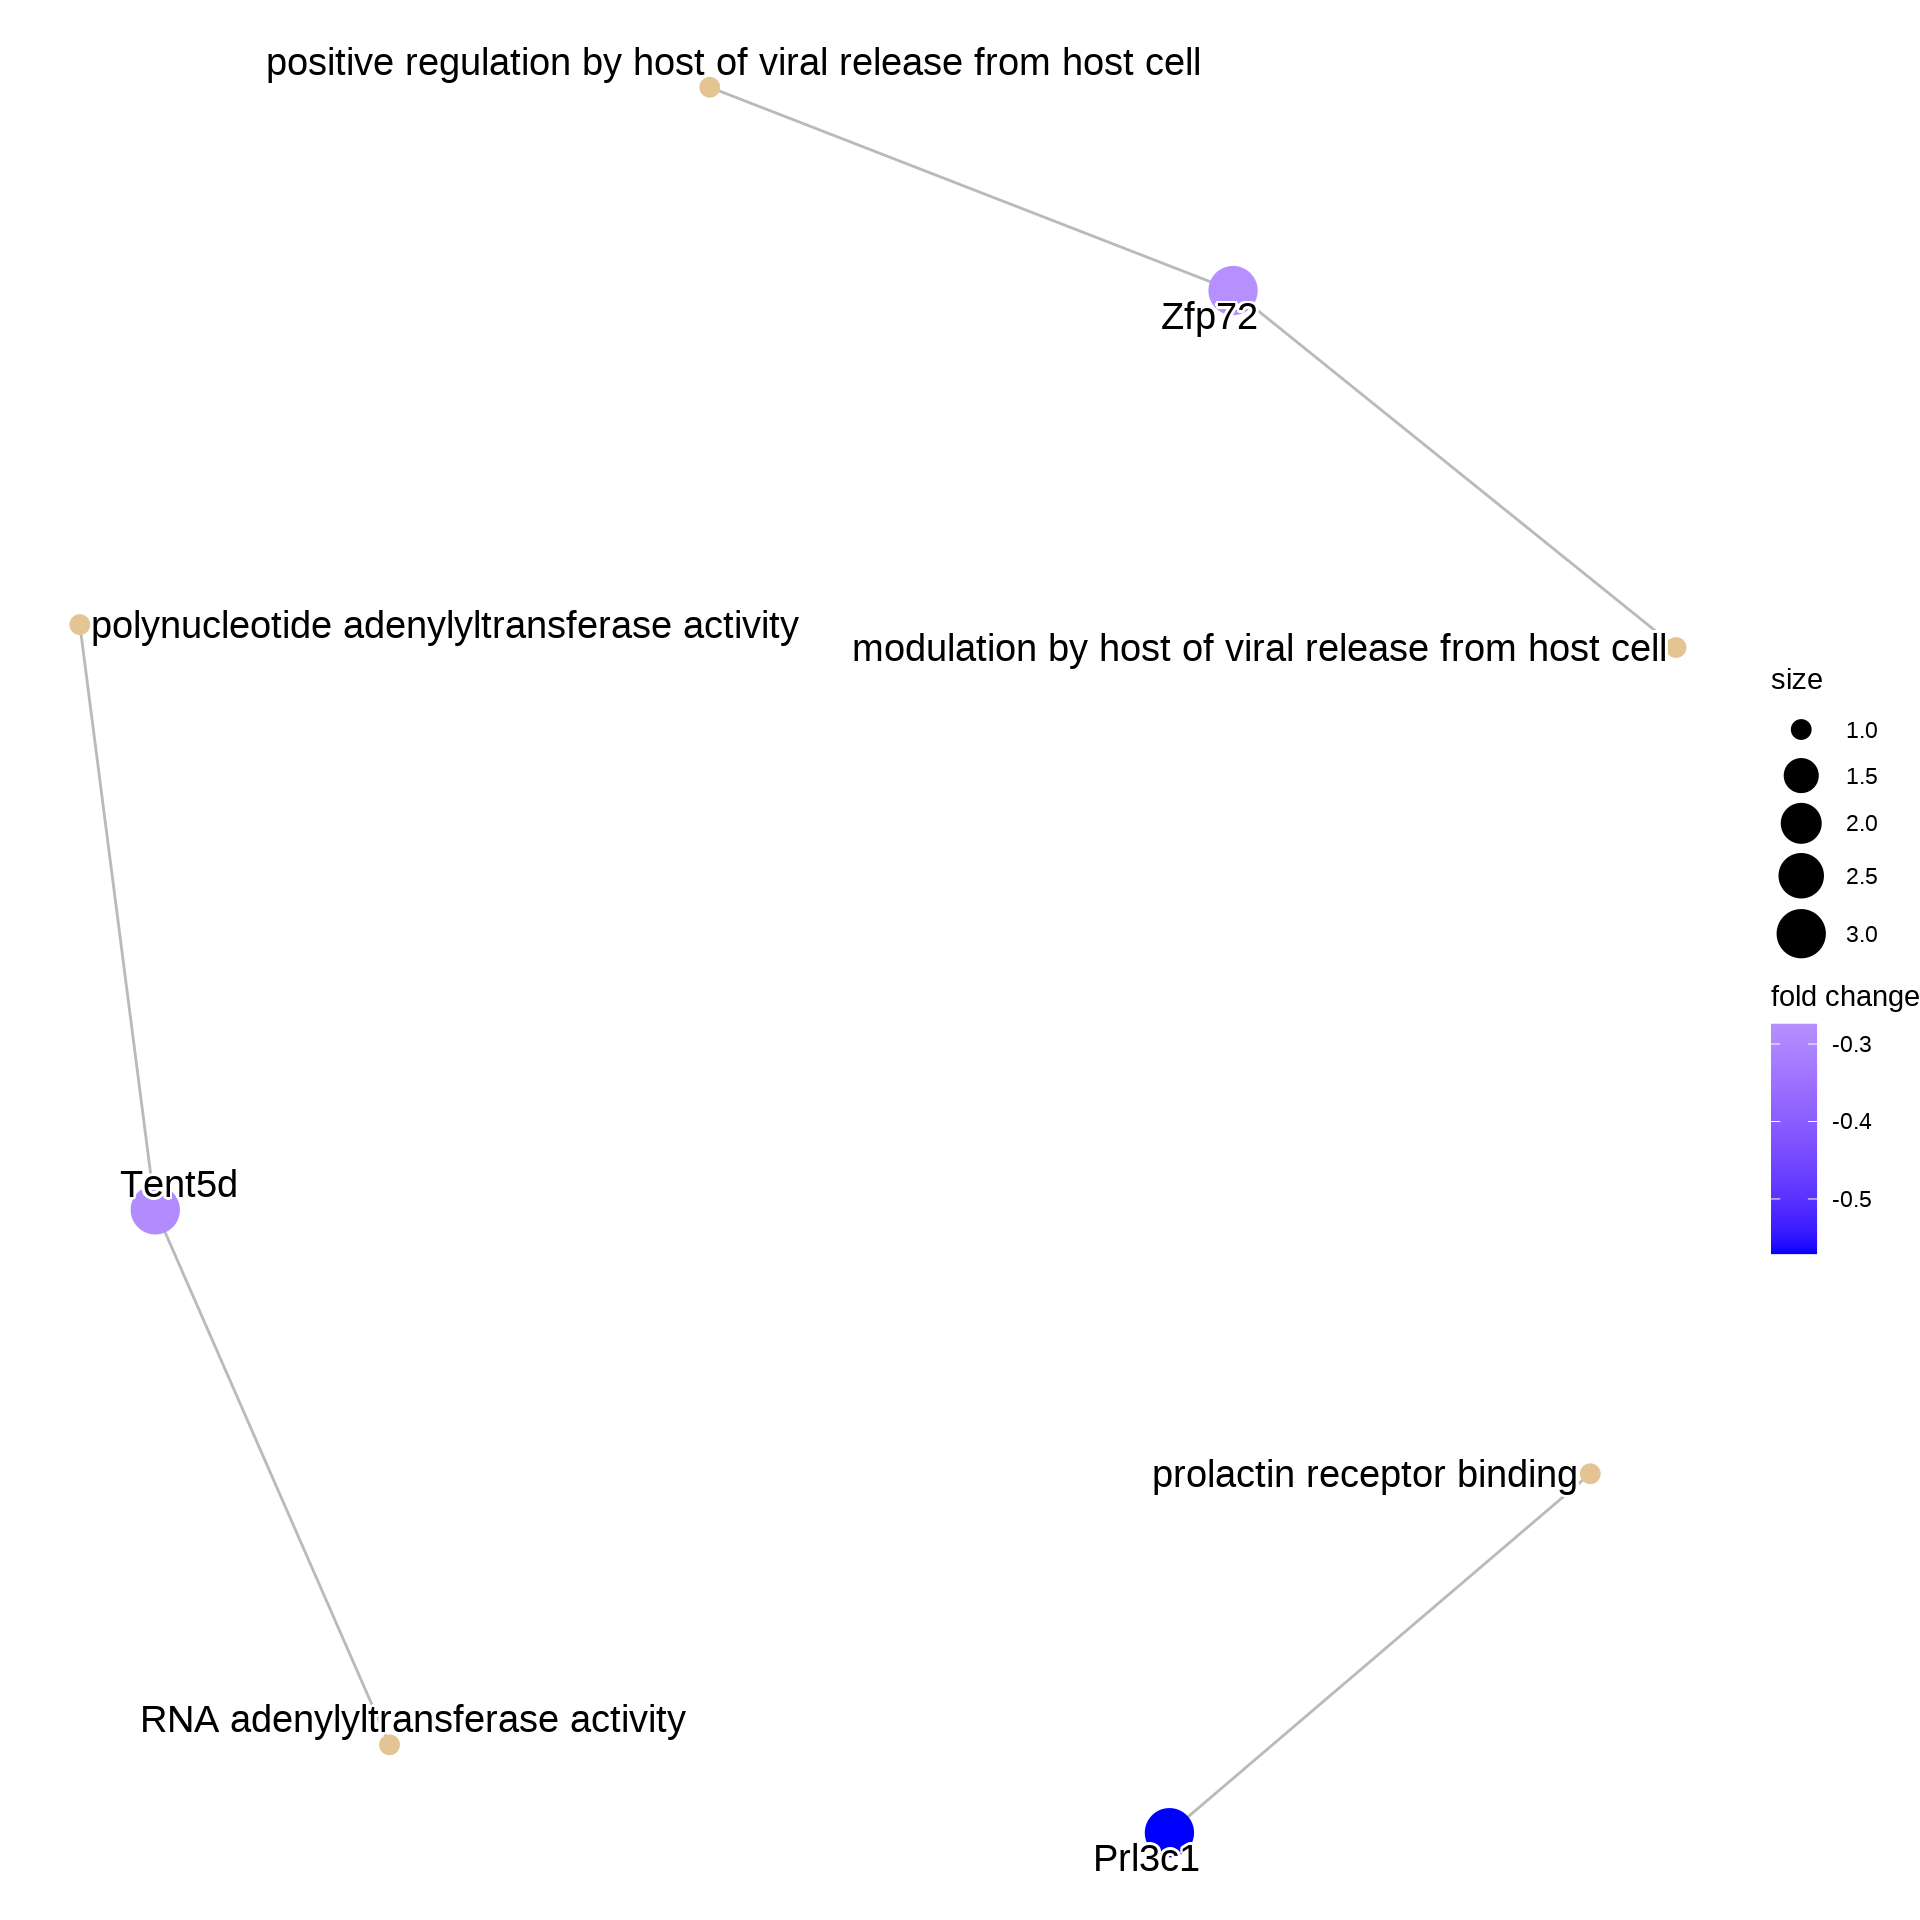 positive regulation by host of viral release from host cell
Zfp72
polynucleotide adenylyltransferase activity
modulation by host of viral release from host cell
size
1.0
1.5
2.0
2.5
3.0
fold change
-0.3
-0.4
-0.5
Tent5d
prolactin receptor binding
RNA adenylyltransferase activity
Prl3c1